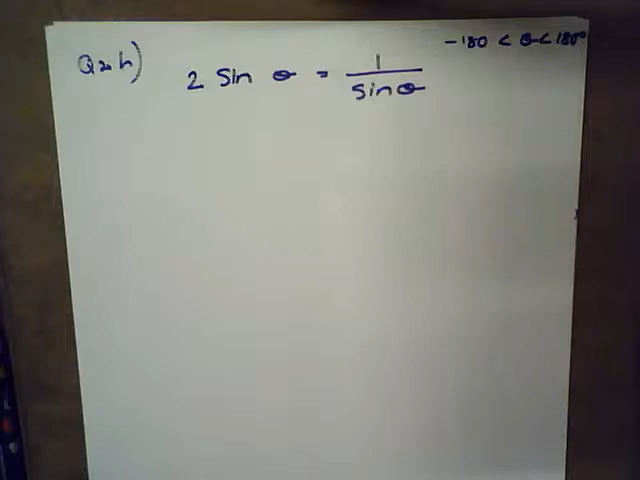 -180 < θ < 180°
Q2h) 2 sin θ = 1/sinθ